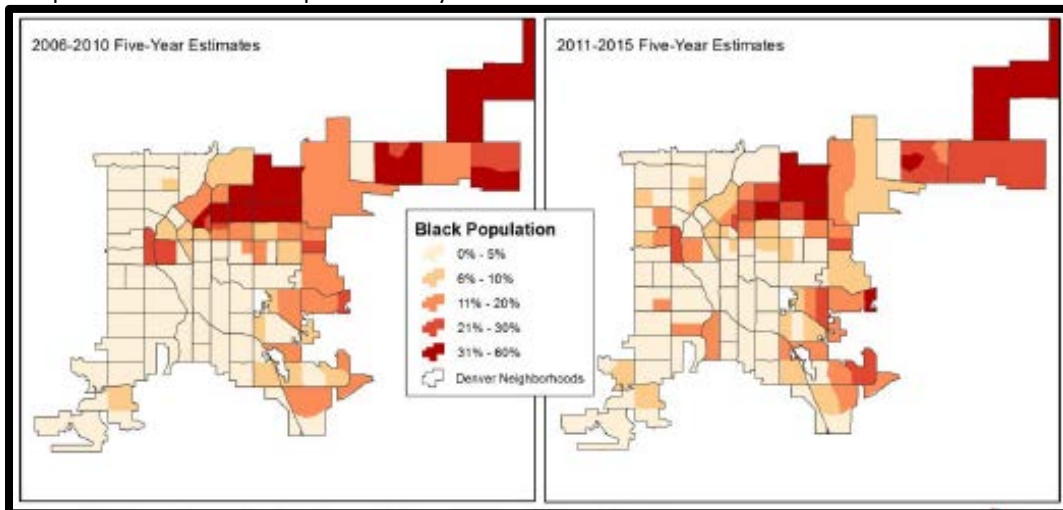 2006-2010 Five-Year Estimates
2011-2015 Five-Year Estimates
Black Population
0% - 5%
6% - 10%
11% - 20%
21% - 30%
31% - 60%
Denver Neighborhoods